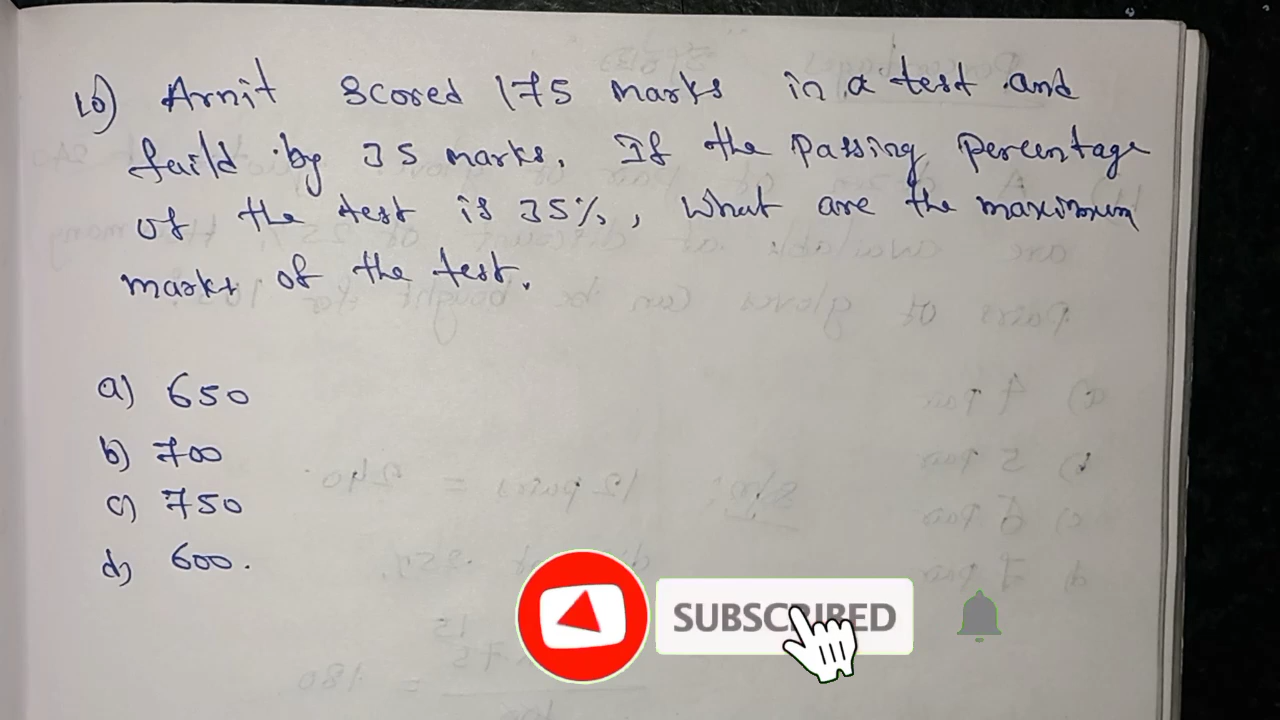 10) Arnit Scored 175 marks in a test and
faild by 35 marks. If the passing percentage
of the test is 35%, What are the maximum
marks of the test.
a) 650
b) 700
c) 750
d) 600.
SUBSCRIBED